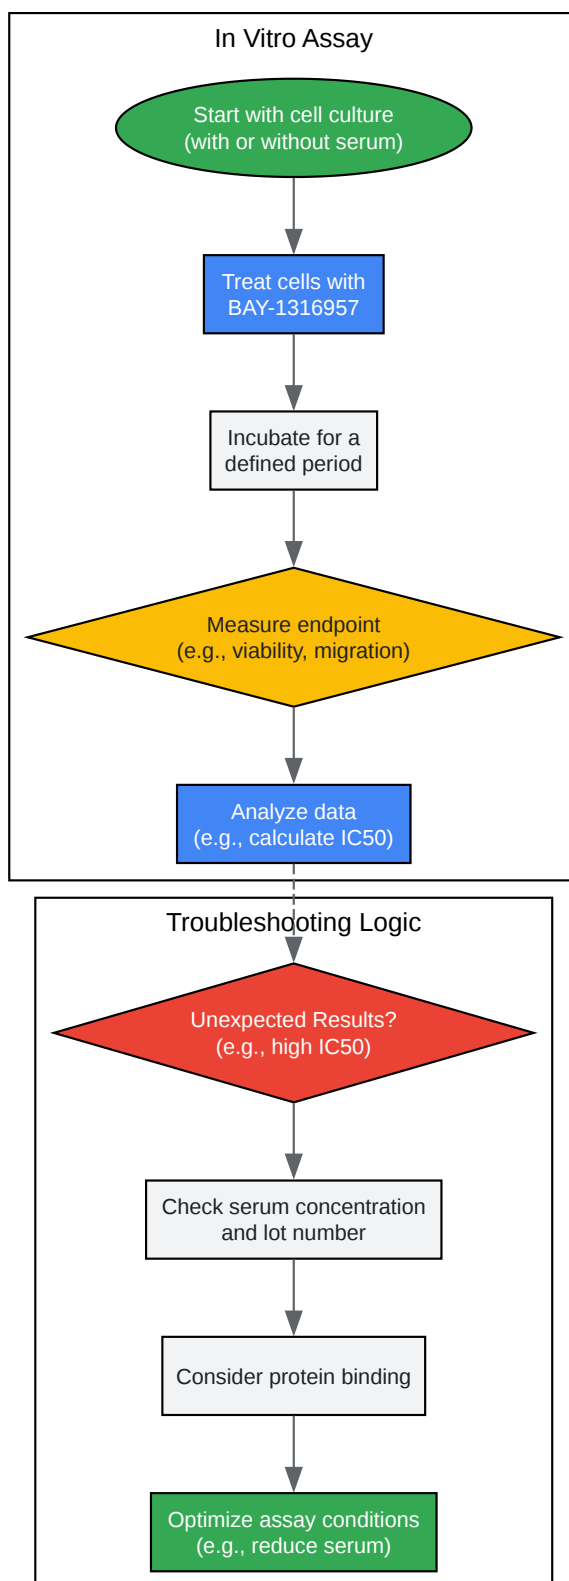 In Vitro Assay
Start with cell culture
(with or without serum)
Treat cells with
BAY-1316957
Incubate for a
defined period
Measure endpoint
(e.g., viability, migration)
Analyze data
(e.g., calculate IC50)
Troubleshooting Logic
Unexpected Results?
(e.g., high IC50)
Check serum concentration
and lot number
Consider protein binding
Optimize assay conditions
(e.g., reduce serum)